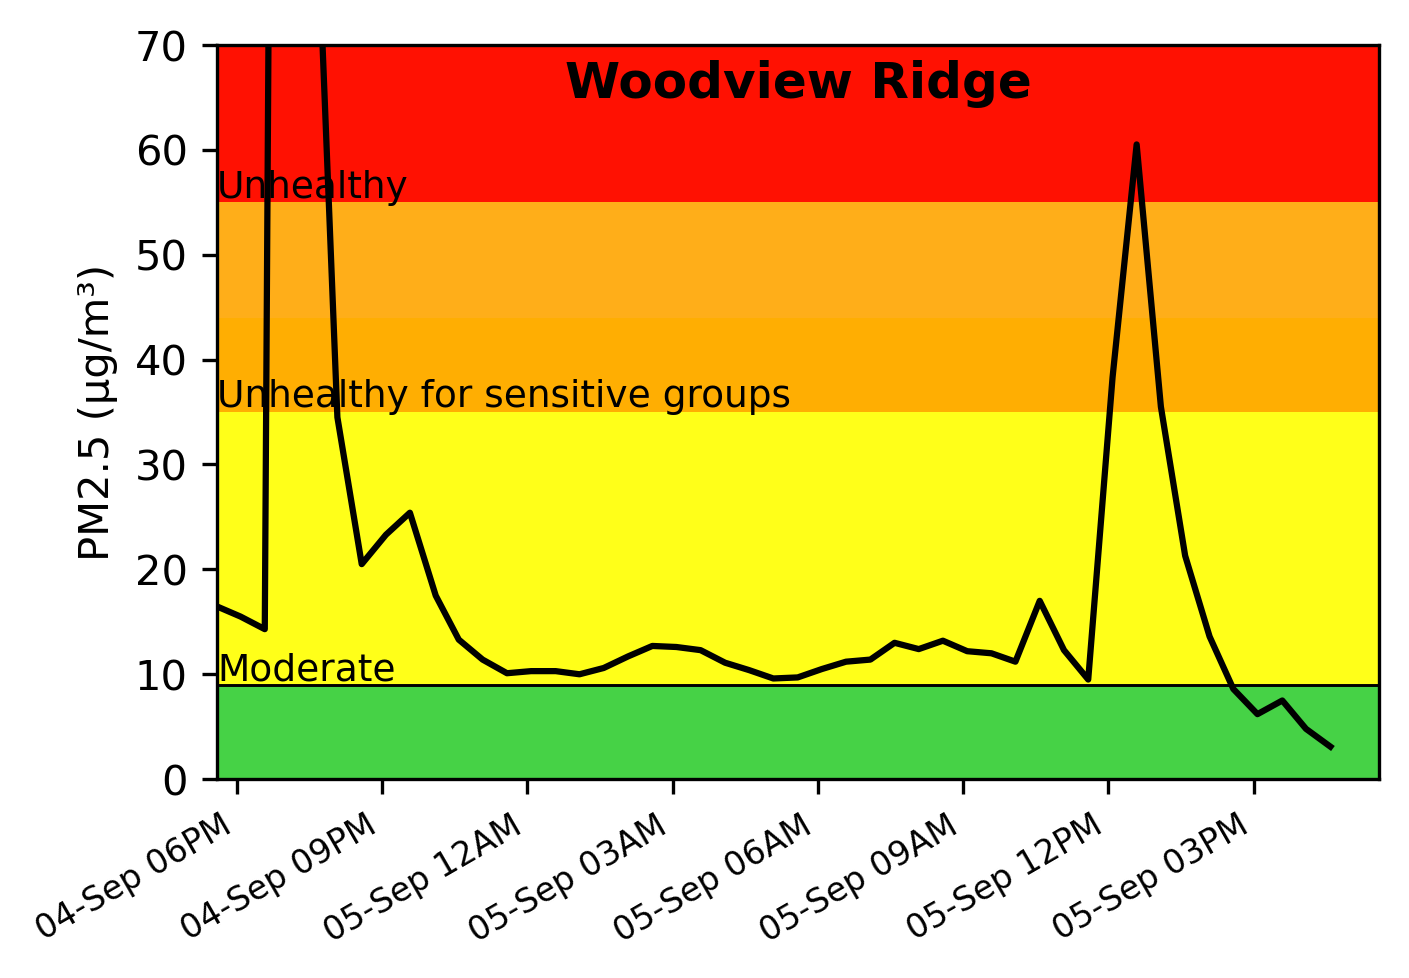 Woodview Ridge
70
60
Unhealthy
50
40
Unhealthy for sensitive groups
30
20
10
Moderate
0
PM2.5 (µg/m³)
04-Sep 06PM
04-Sep 09PM
05-Sep 12AM
05-Sep 03AM
05-Sep 06AM
05-Sep 09AM
05-Sep 12PM
05-Sep 03PM